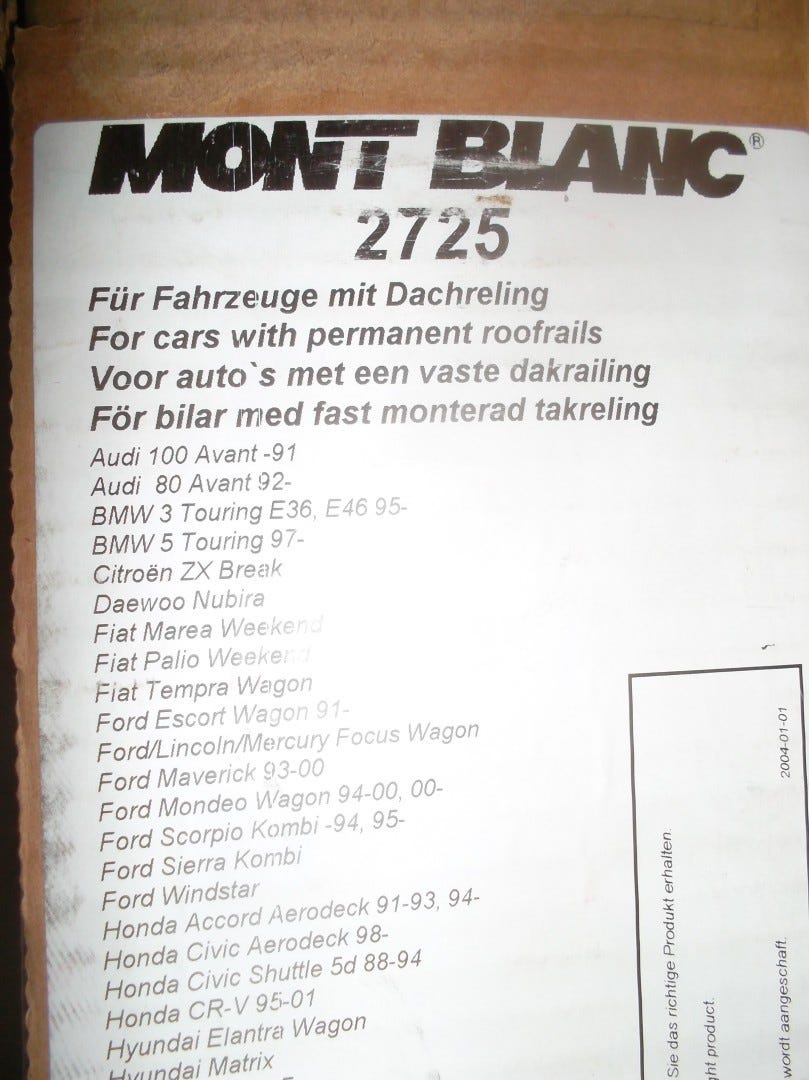 MONT BLANC®
2725
Für Fahrzeuge mit Dachreling
For cars with permanent roofrails
Voor auto`s met een vaste dakrailing
För bilar med fast monterad takreling
Audi 100 Avant -91
Audi 80 Avant 92-
BMW 3 Touring E36, E46 95-
BMW 5 Touring 97-
Citroën ZX Break
Daewoo Nubira
Fiat Marea Weekend
Fiat Palio Weekend
Fiat Tempra Wagon
Ford Escort Wagon 91-
Ford/Lincoln/Mercury Focus Wagon
Ford Maverick 93-00
Ford Mondeo Wagon 94-00, 00-
Ford Scorpio Kombi -94, 95-
Ford Sierra Kombi
Ford Windstar
Honda Accord Aerodeck 91-93, 94-
Honda Civic Aerodeck 98-
Honda Civic Shuttle 5d 88-94
Honda CR-V 95-01
Hyundai Elantra Wagon
Hyundai Matrix
Sie das richtige Produkt erhalten.
ht product.
wordt aangeschaft.
2004-01-01